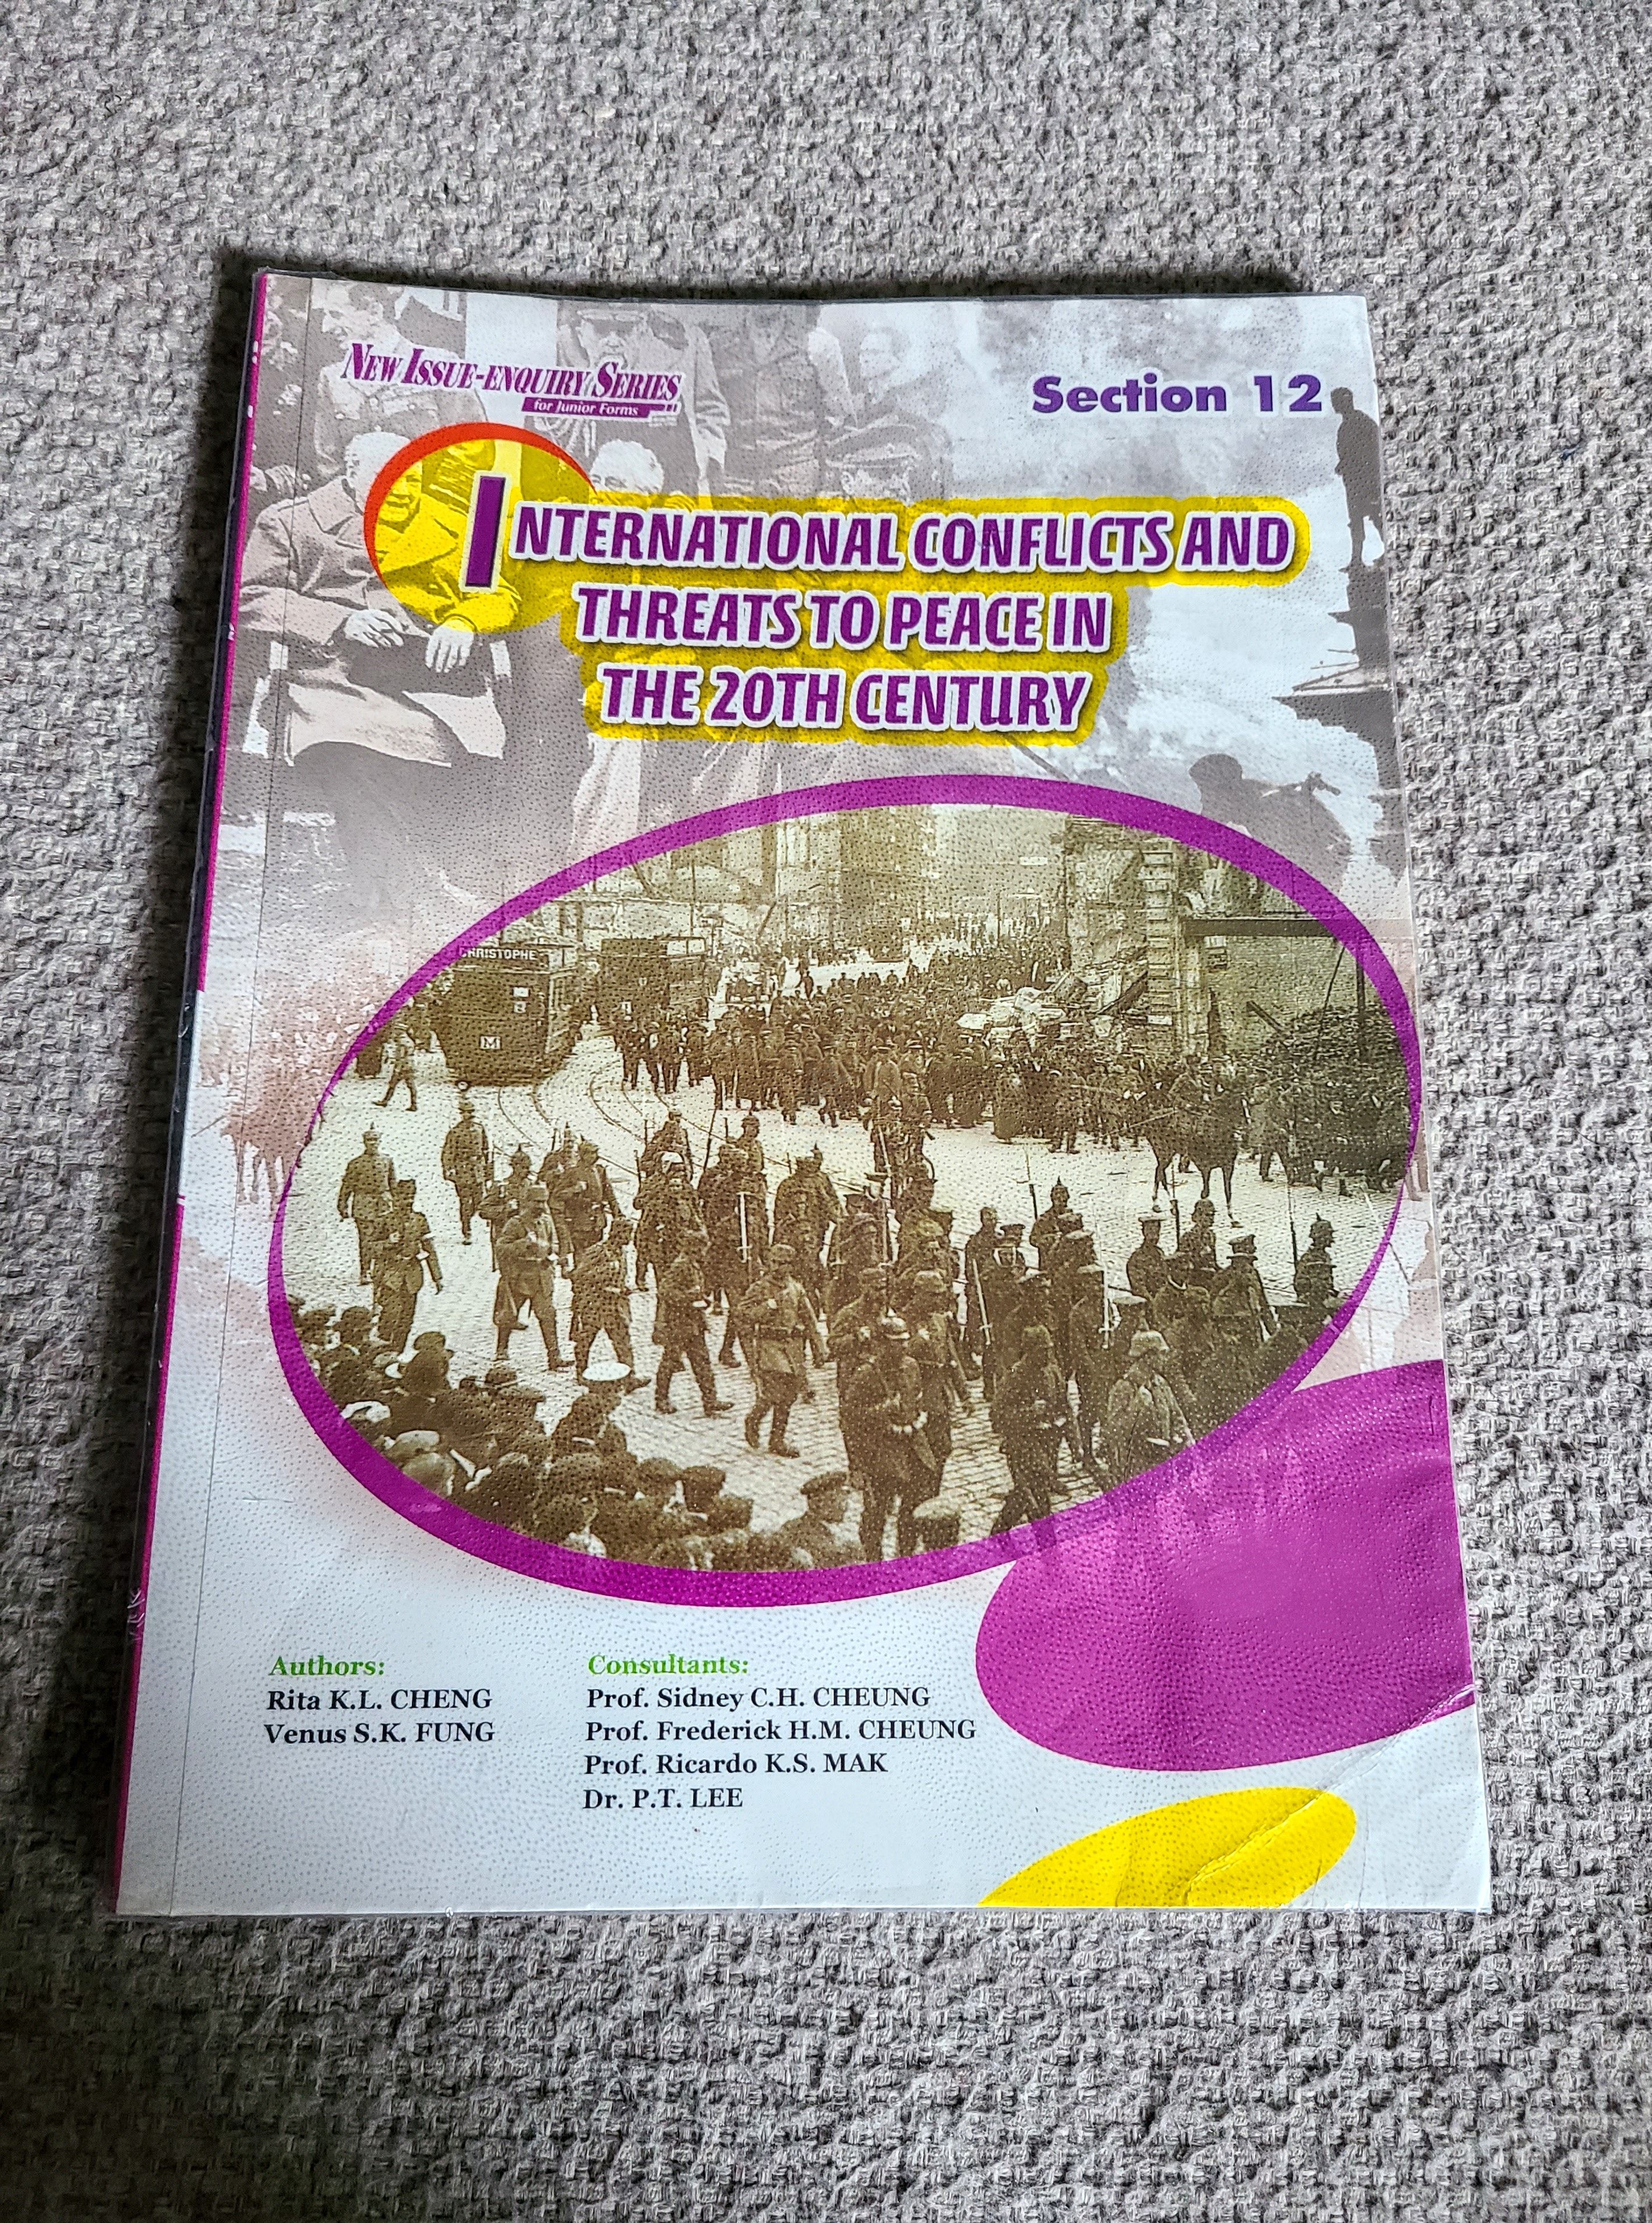 NEW ISSUE-ENQUIRY SERIES
for Junior Forms
Section 12
INTERNATIONAL CONFLICTS AND
THREATS TO PEACE IN
THE 20TH CENTURY
CHRISTOPHE
M
Authors:
Rita K.L. CHENG
Venus S.K. FUNG
Consultants:
Prof. Sidney C.H. CHEUNG
Prof. Frederick H.M. CHEUNG
Prof. Ricardo K.S. MAK
Dr. P.T. LEE